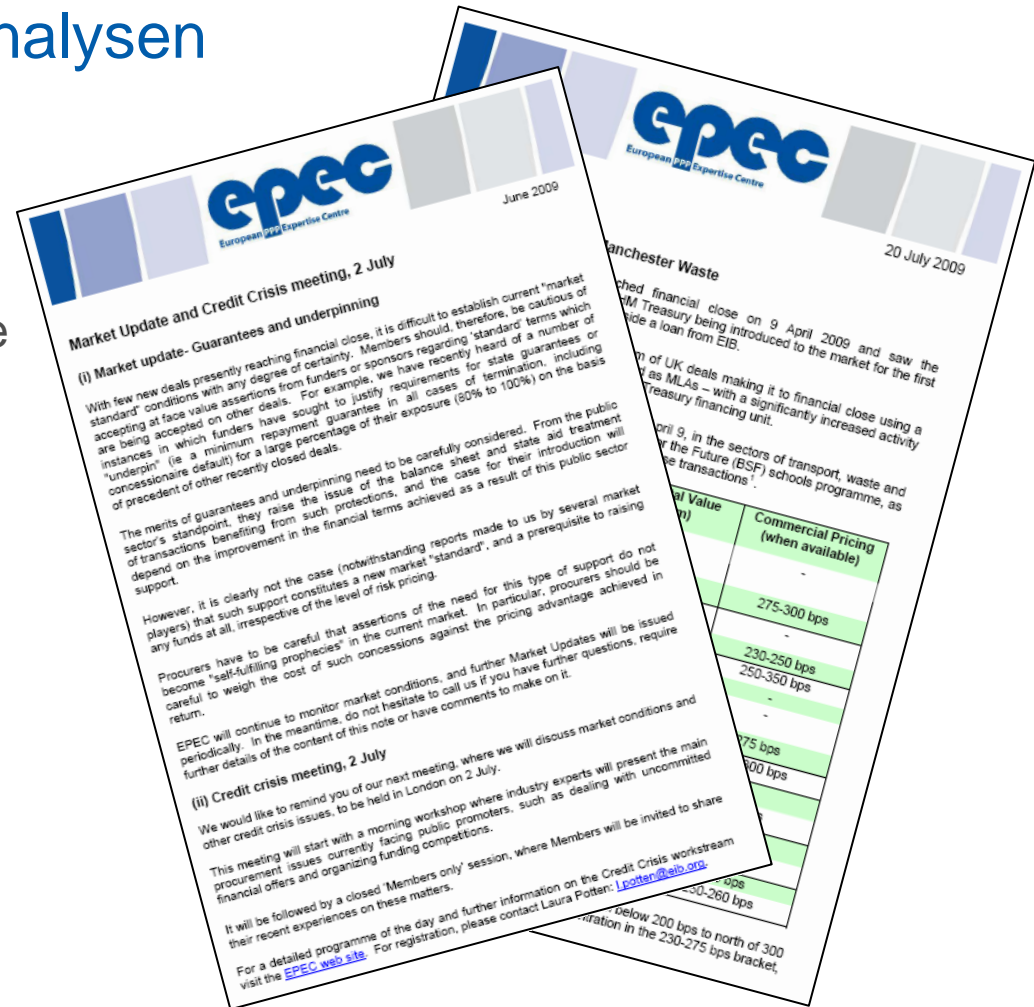 nalysen
e
epec
European PPP Expertise Centre
June 2009
Market Update and Credit Crisis meeting, 2 July
(i) Market update- Guarantees and underpinning
With few new deals presently reaching financial close, it is difficult to establish current "market
standard" conditions with any degree of certainty. Members should, therefore, be cautious of
accepting at face value assertions from funders or sponsors regarding 'standard' terms which
are being accepted on other deals. For example, we have recently heard of a number of
instances in which funders have sought to justify requirements for state guarantees or
"underpin" (ie a minimum repayment guarantee in all cases of termination, including
concessionaire default) for a large percentage of their exposure (80% to 100%) on the basis
of precedent of other recently closed deals.
The merits of guarantees and underpinning need to be carefully considered. From the public
sector's standpoint, they raise the issue of the balance sheet and state aid treatment
of transactions benefiting from such protections, and the case for their introduction will
depend on the improvement in the financial terms achieved as a result of this public sector
support.
However, it is clearly not the case (notwithstanding reports made to us by several market
players) that such support constitutes a new market "standard", and a prerequisite to raising
any funds at all, irrespective of the level of risk pricing.
Procurers have to be careful that assertions of the need for this type of support do not
become "self-fulfilling prophecies" in the current market. In particular, procurers should be
careful to weigh the cost of such concessions against the pricing advantage achieved in
return.
EPEC will continue to monitor market conditions, and further Market Updates will be issued
periodically. In the meantime, do not hesitate to call us if you have further questions, require
further details of the content of this note or have comments to make on it.
(ii) Credit crisis meeting, 2 July
We would like to remind you of our next meeting, where we will discuss market conditions and
other credit crisis issues, to be held in London on 2 July.
This meeting will start with a morning workshop where industry experts will present the main
procurement issues currently facing public promoters, such as dealing with uncommitted
financial offers and organizing funding competitions.
It will be followed by a closed 'Members only' session, where Members will be invited to share
their recent experiences on these matters.
For a detailed programme of the day and further information on the Credit Crisis workstream
visit the EPEC web site. For registration, please contact Laura Potten: l.potten@eib.org.
epec
European PPP Expertise Centre
20 July 2009
Manchester Waste
ched financial close on 9 April 2009 and saw the
HM Treasury being introduced to the market for the first
side a loan from EIB.
m of UK deals making it to financial close using a
d as MLAs – with a significantly increased activity
Treasury financing unit.
pril 9, in the sectors of transport, waste and
or the Future (BSF) schools programme, as
se transactions¹.
al Value
m)
Commercial Pricing
(when available)
-
275-300 bps
-
230-250 bps
250-350 bps
-
-
75 bps
00 bps
s
bps
250-260 bps
below 200 bps to north of 300
ntration in the 230-275 bps bracket,